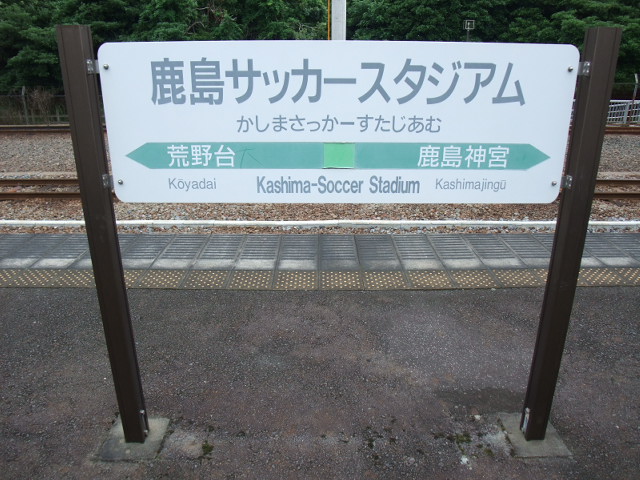 鹿島サッカースタジアム
かしまさっかーすたじあむ
荒野台 鹿島神宮
Kōyadai Kashima-Soccer Stadium Kashimajingū